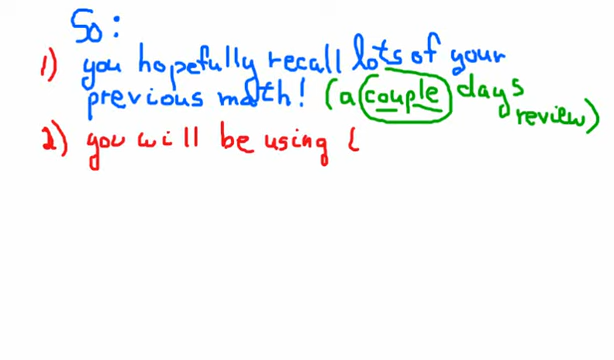 So:
1) you hopefully recall lots of your
previous math! (a couple days
review)
2) you will be using